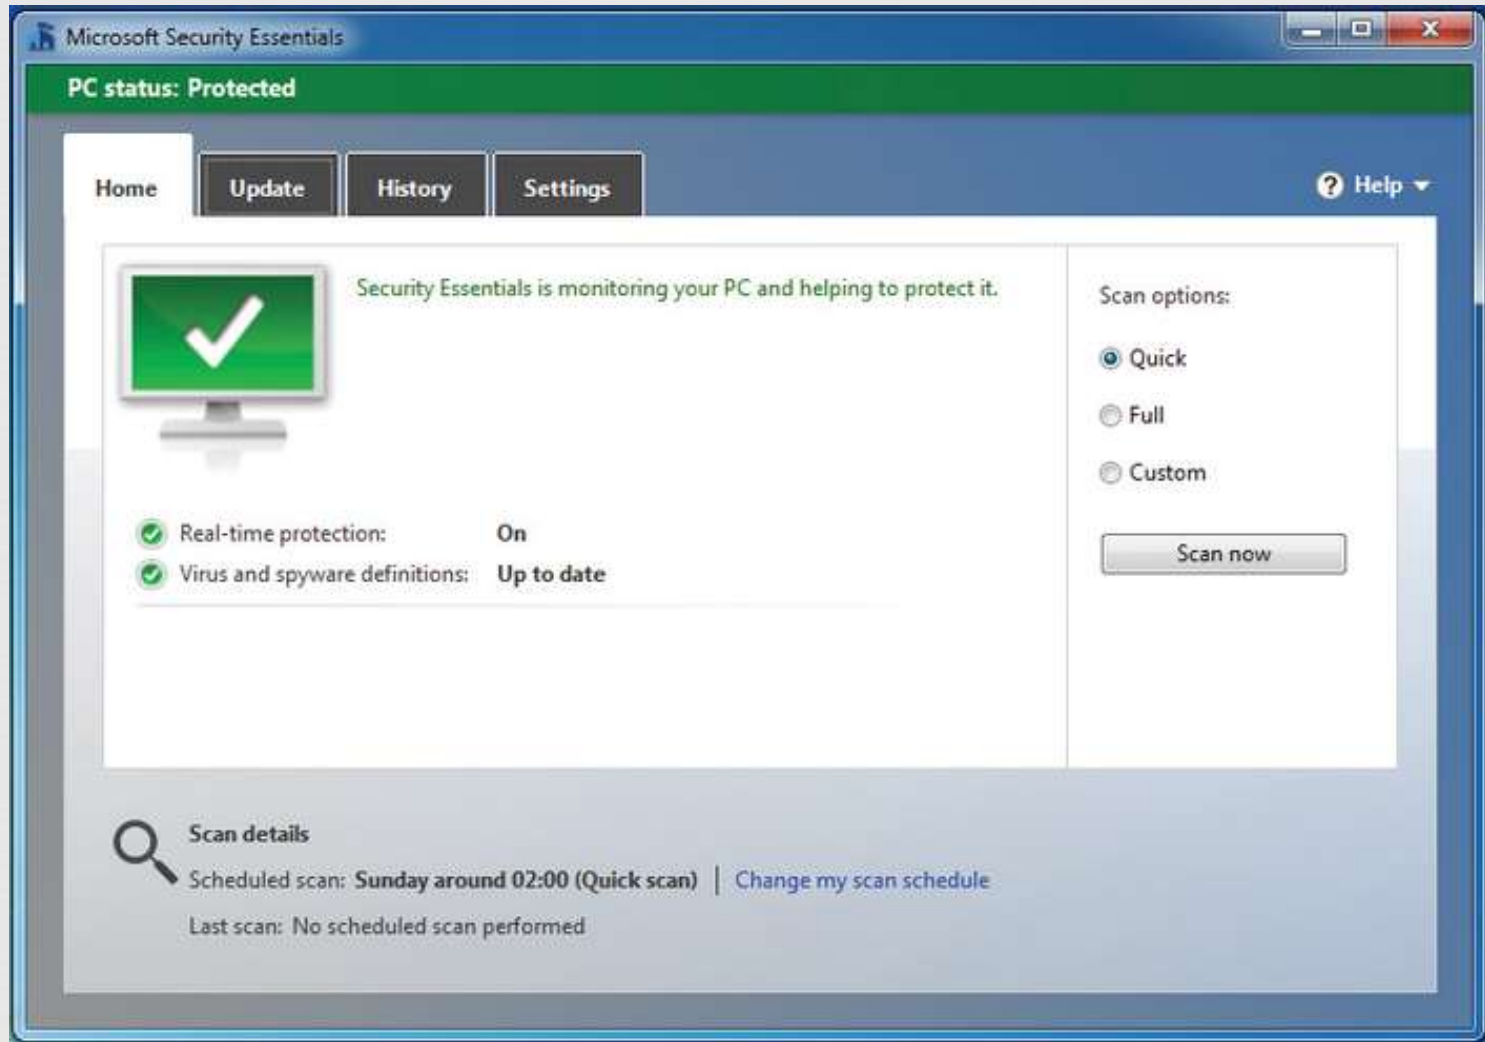 Microsoft Security Essentials
PC status: Protected
Home
Update
History
Settings
? Help
Security Essentials is monitoring your PC and helping to protect it.
Scan options:
Quick
Full
Custom
Scan now
Real-time protection: On
Virus and spyware definitions: Up to date
Scan details
Scheduled scan: Sunday around 02:00 (Quick scan) | Change my scan schedule
Last scan: No scheduled scan performed